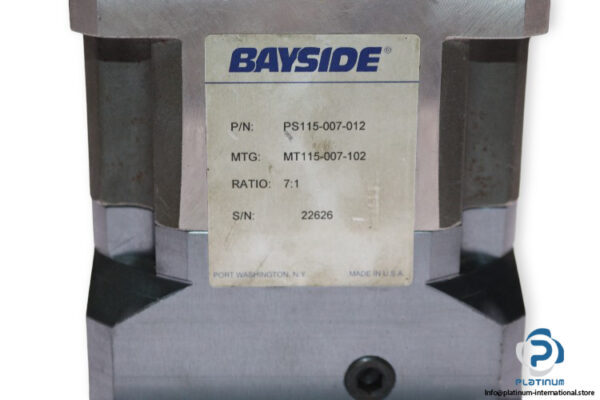 BAYSIDE®
P/N: PS115-007-012
MTG: MT115-007-102
RATIO: 7:1
S/N: 22626
PORT WASHINGTON, N.Y. MADE IN U.S.A.
PLATINUM
Info@platinum-international.store